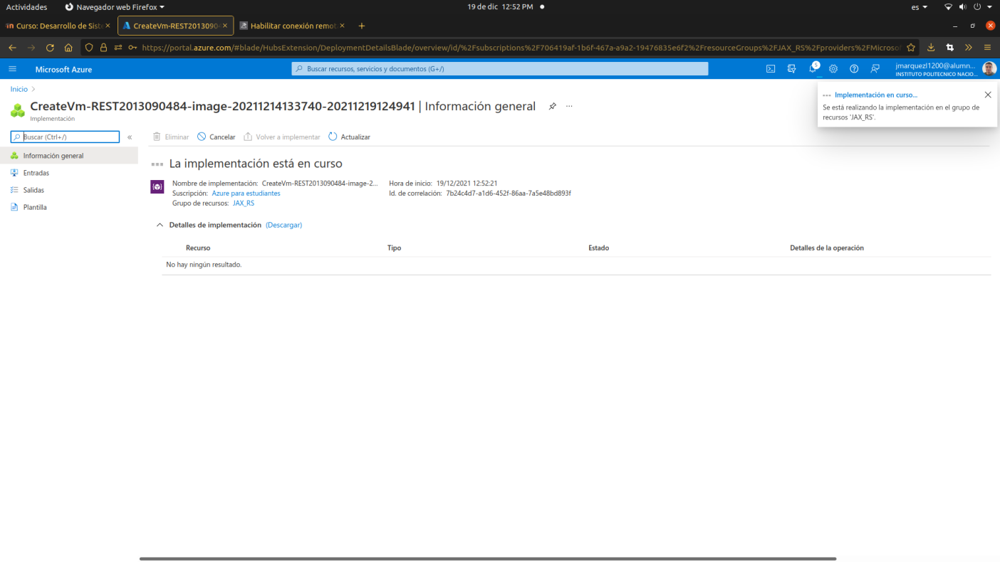 Actividades Navegador web Firefox 19 de dic 12:52 PM es
Curso: Desarrollo de Siste CreateVm-REST20130904 Habilitar conexión remot
https://portal.azure.com/#blade/HubsExtension/DeploymentDetailsBlade/overview/id/%2Fsubscriptions%2F706419af-1b6f-467a-a9a2-19476835e6f2%2FresourceGroups%2FJAX_RS%2Fproviders%2FMicrosof
Microsoft Azure Buscar recursos, servicios y documentos (G+/) 5 jmarquezl1200@alumn...
INSTITUTO POLITECNICO NACIO...
Inicio >
CreateVm-REST2013090484-image-20211214133740-20211219124941 | Información general ...
Implementación
Implementación en curso...
Se está realizando la implementación en el grupo de
recursos 'JAX_RS'.
Buscar (Ctrl+/) « Eliminar Cancelar Volver a implementar Actualizar
Información general
Entradas
Salidas
Plantilla
La implementación está en curso
Nombre de implementación: CreateVm-REST2013090484-image-2... Hora de inicio: 19/12/2021 12:52:21
Suscripción: Azure para estudiantes Id. de correlación: 7b24c4d7-a1d6-452f-86aa-7a5e48bd893f
Grupo de recursos: JAX_RS
Detalles de implementación (Descargar)
Recurso Tipo Estado Detalles de la operación
No hay ningún resultado.